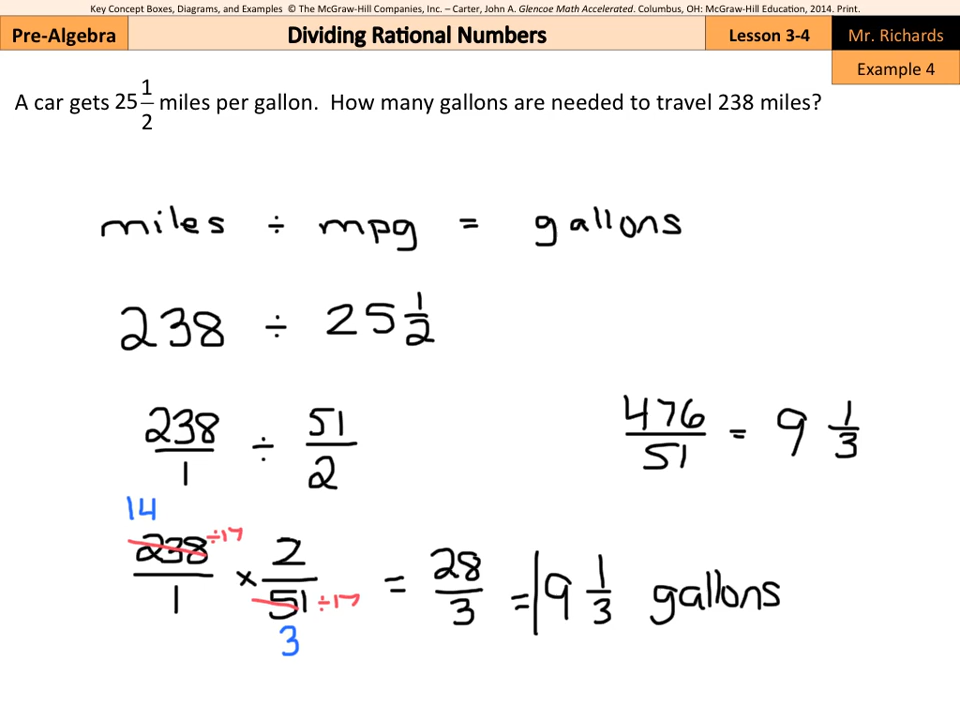 Key Concept Boxes, Diagrams, and Examples © The McGraw-Hill Companies, Inc. – Carter, John A. Glencoe Math Accelerated. Columbus, OH: McGraw-Hill Education, 2014. Print.
Pre-Algebra Dividing Rational Numbers Lesson 3-4 Mr. Richards
Example 4
A car gets 25 1/2 miles per gallon. How many gallons are needed to travel 238 miles?
miles ÷ mpg = gallons
238 ÷ 25 1/2
238/1 ÷ 51/2 476/51 = 9 1/3
14
238/1 ÷17 × 2/51 ÷17 = 28/3 = 9 1/3 gallons
3